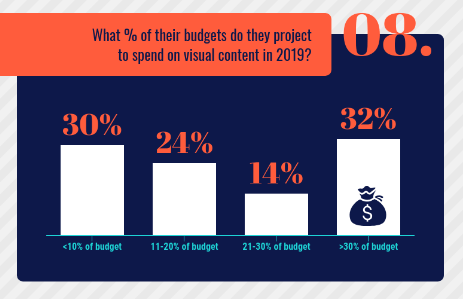 What % of their budgets do they project
to spend on visual content in 2019?
08.
30%
24%
14%
32%
$
<10% of budget
11-20% of budget
21-30% of budget
>30% of budget